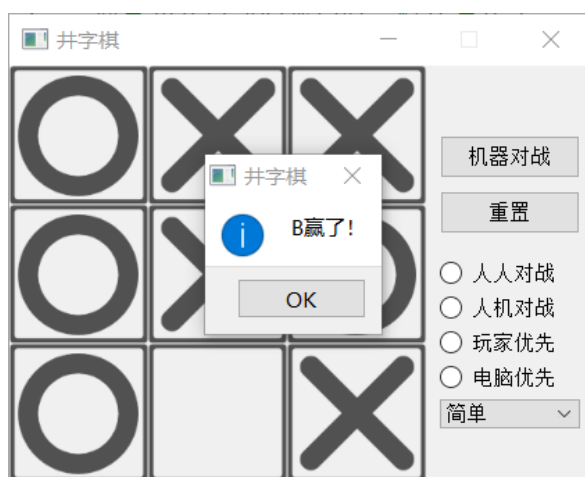 井字棋
机器对战
井字棋
B赢了!
重置
OK
人人对战
人机对战
玩家优先
电脑优先
简单